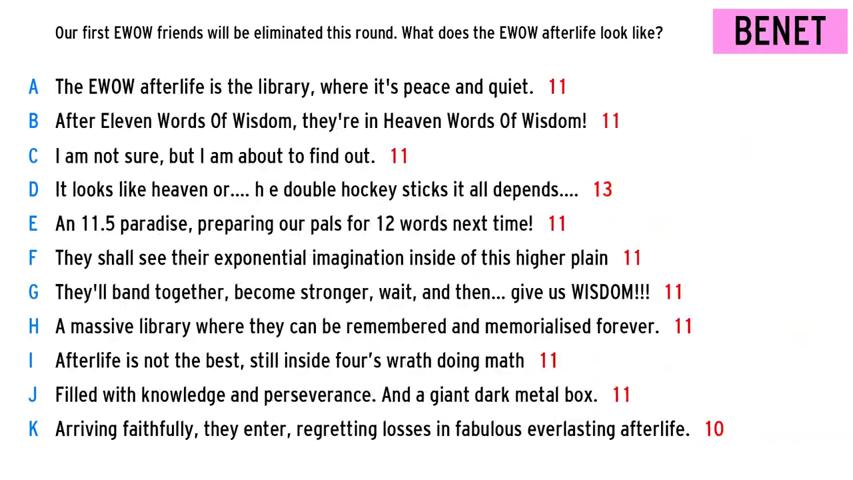 Our first EWOW friends will be eliminated this round. What does the EWOW afterlife look like?
BENET
A The EWOW afterlife is the library, where it's peace and quiet. 11
B After Eleven Words Of Wisdom, they're in Heaven Words Of Wisdom! 11
C I am not sure, but I am about to find out. 11
D It looks like heaven or.... h e double hockey sticks it all depends.... 13
E An 11.5 paradise, preparing our pals for 12 words next time! 11
F They shall see their exponential imagination inside of this higher plain 11
G They'll band together, become stronger, wait, and then... give us WISDOM!!! 11
H A massive library where they can be remembered and memorialised forever. 11
I Afterlife is not the best, still inside four’s wrath doing math 11
J Filled with knowledge and perseverance. And a giant dark metal box. 11
K Arriving faithfully, they enter, regretting losses in fabulous everlasting afterlife. 10